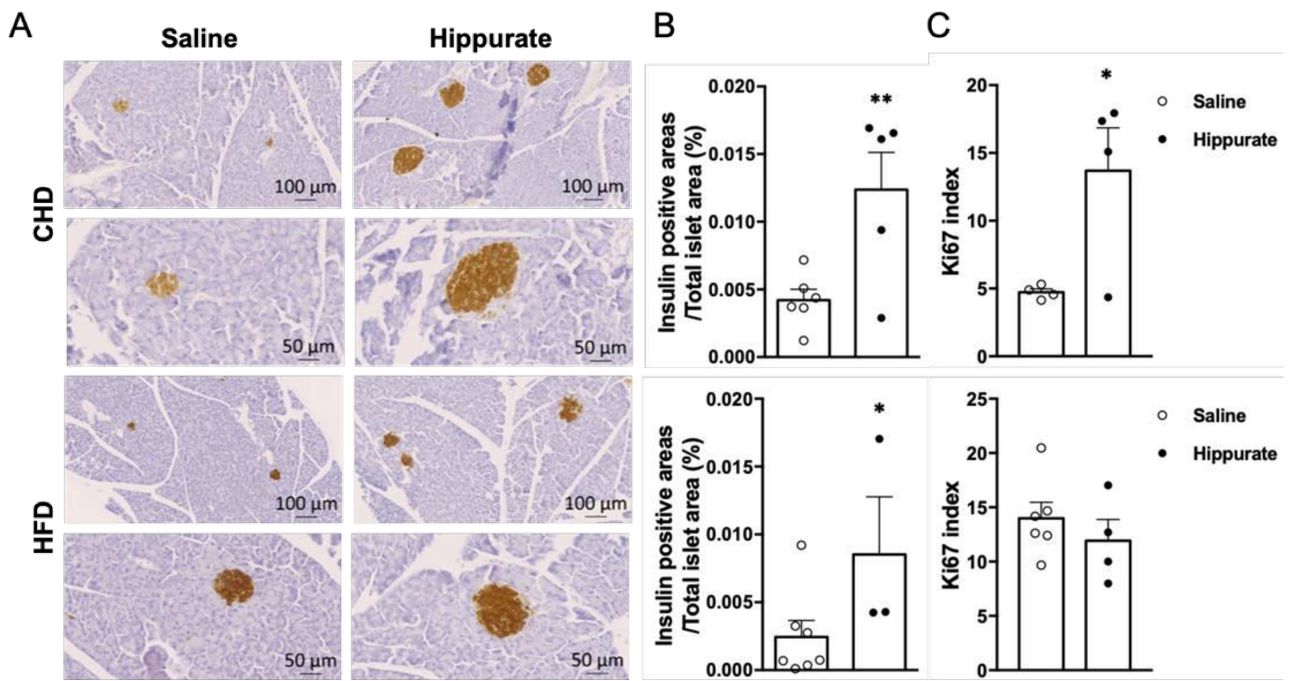 A
B
C
Saline
Hippurate
CHD
100 μm
100 μm
50 μm
50 μm
HFD
100 μm
100 μm
50 μm
50 μm
Insulin positive areas
/Total islet area (%)
0.020
0.015
0.010
0.005
0.000
**
Ki67 index
20
15
10
5
0
*
Saline
Hippurate
Insulin positive areas
/Total islet area (%)
0.020
0.015
0.010
0.005
0.000
*
Ki67 index
25
20
15
10
5
0
Saline
Hippurate